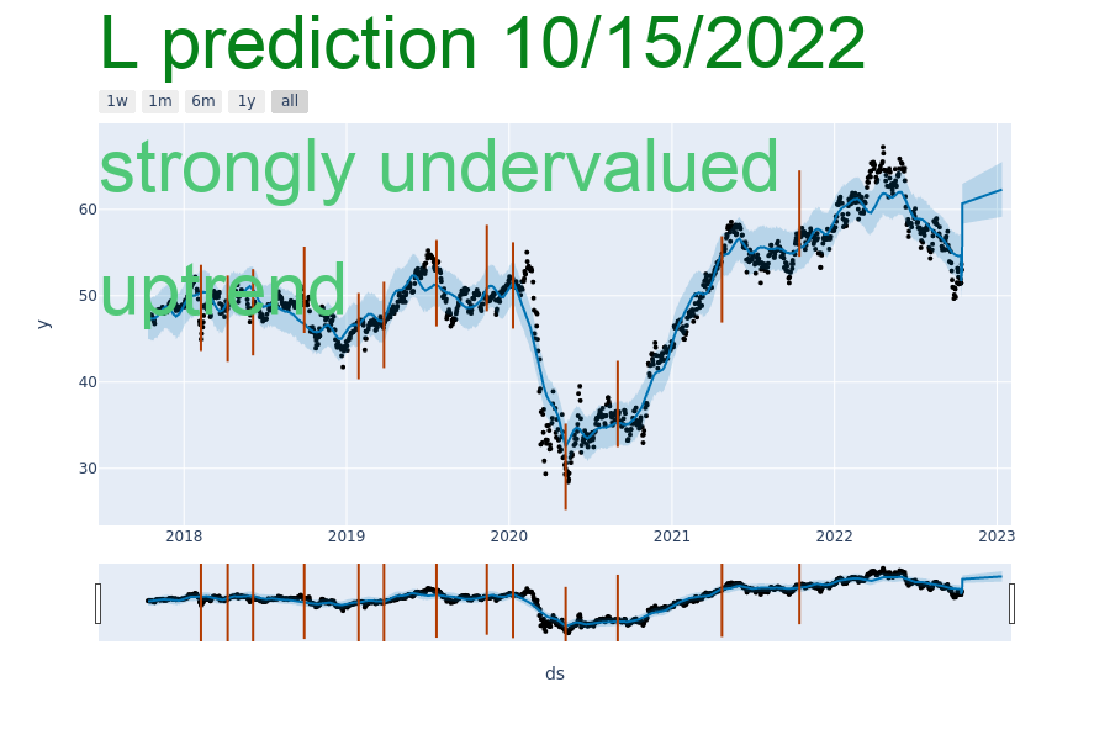 L prediction 10/15/2022
1w 1m 6m 1y all
strongly undervalued
60
uptrend
50
y
40
30
2018 2019 2020 2021 2022 2023
ds